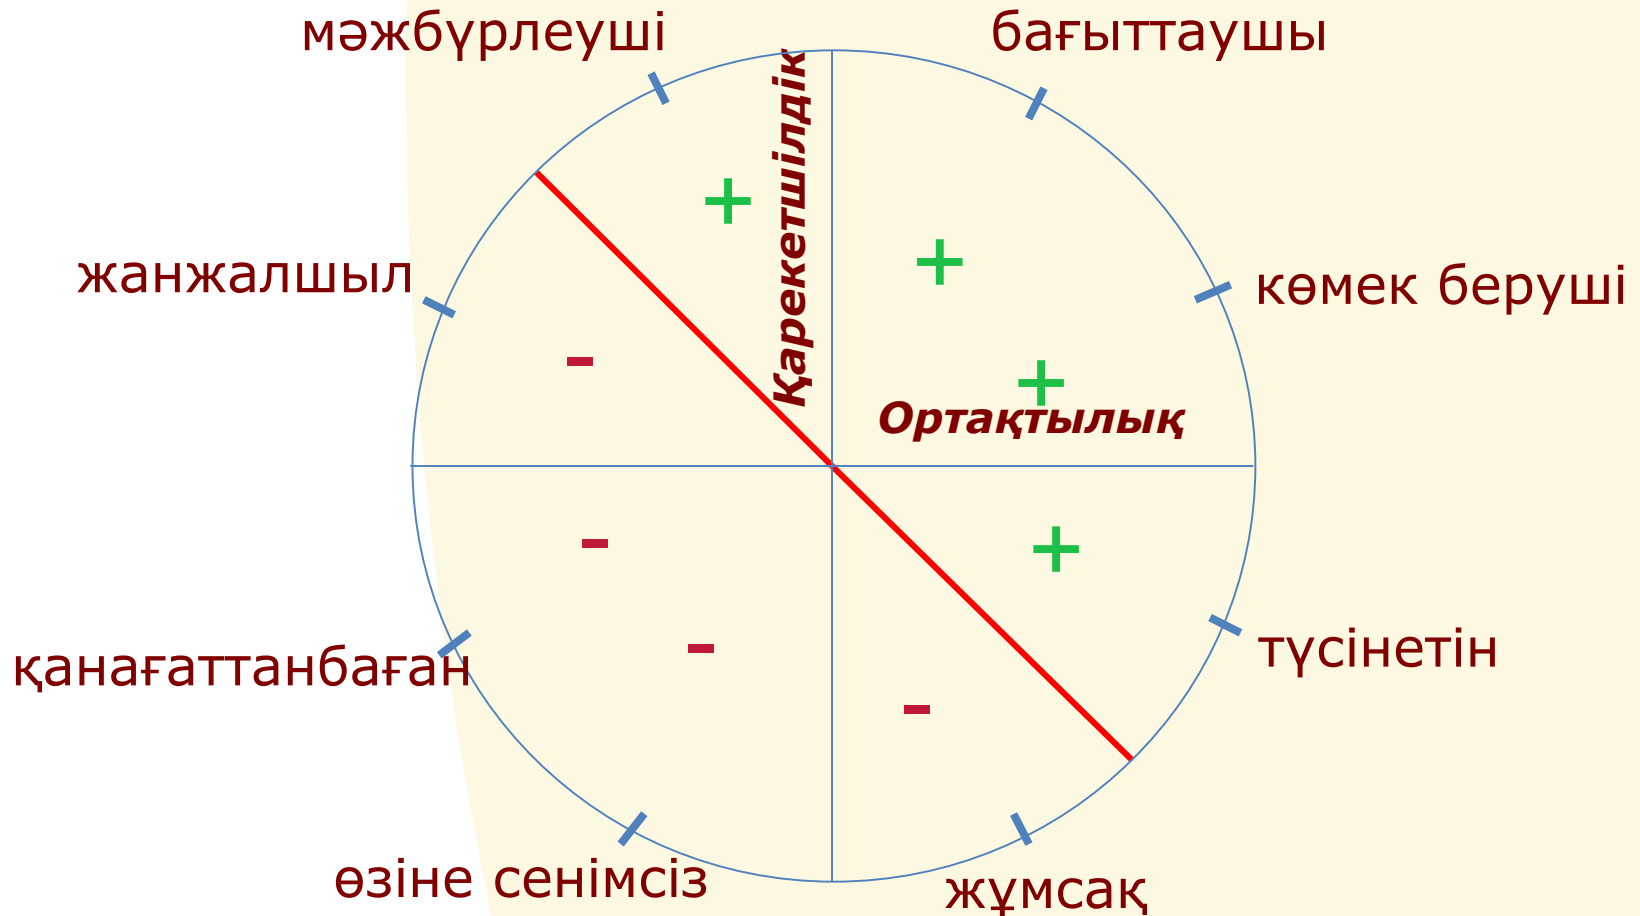 мәжбүрлеуші
бағыттаушы
Қарекетшілдік
+
+
жанжалшыл
көмек беруші
-
+
Ортақтылық
-
+
қанағаттанбаған
түсінетін
-
-
өзіне сенімсіз
жұмсақ